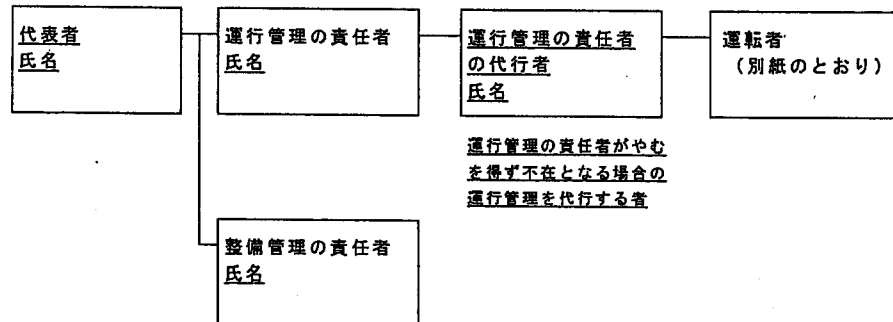 代表者
氏名
運行管理の責任者
氏名
運行管理の責任者
の代行者
氏名
運転者
（別紙のとおり）
運行管理の責任者がやむ
を得ず不在となる場合の
運行管理を代行する者
整備管理の責任者
氏名